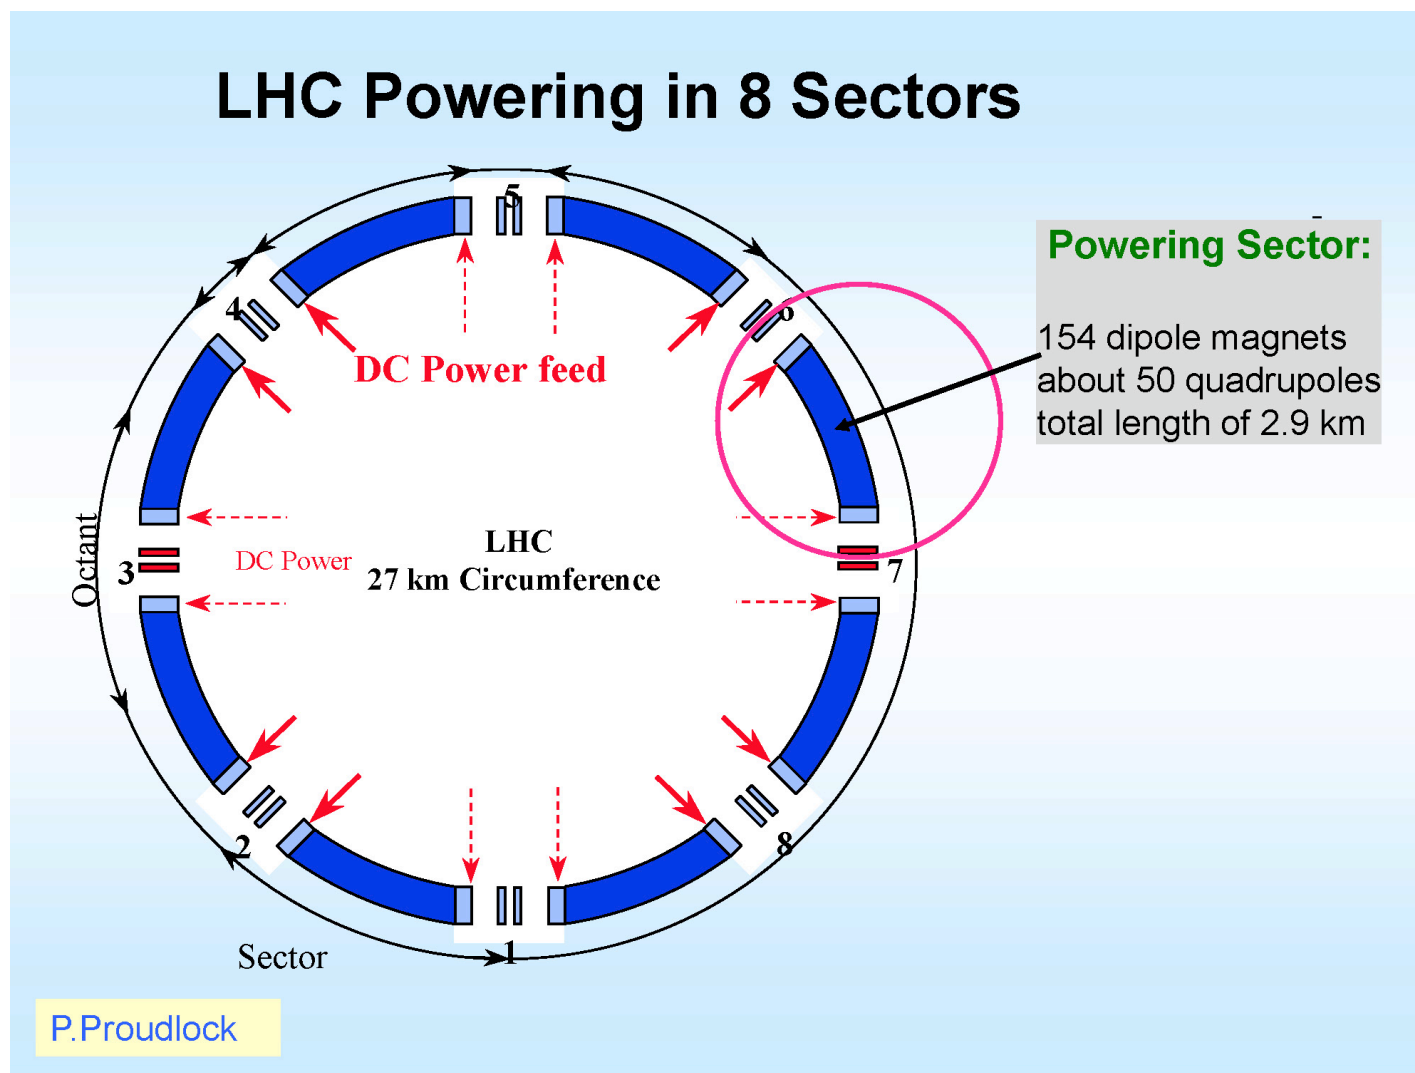 LHC Powering in 8 Sectors
5
4
6
Powering Sector:
154 dipole magnets
about 50 quadrupoles
total length of 2.9 km
DC Power feed
Octant
3
DC Power
LHC
27 km Circumference
7
2
8
1
Sector
P.Proudlock